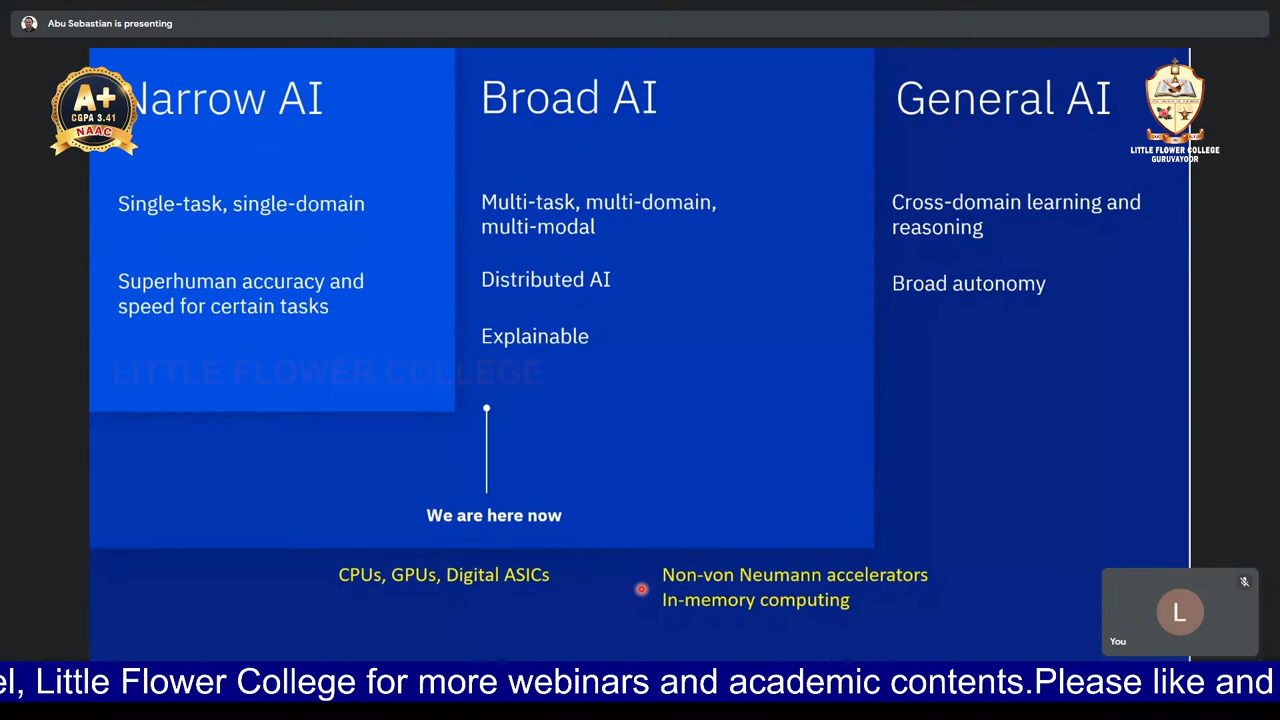 Abu Sebastian is presenting
A+
CGPA 3.41
NAAC
Narrow AI
Broad AI
General AI
LITTLE FLOWER COLLEGE
GURUVAYOOR
Single-task, single-domain
Superhuman accuracy and
speed for certain tasks
Multi-task, multi-domain,
multi-modal
Distributed AI
Explainable
Cross-domain learning and
reasoning
Broad autonomy
LITTLE FLOWER COLLEGE
We are here now
CPUs, GPUs, Digital ASICs
Non-von Neumann accelerators
In-memory computing
L
You
el, Little Flower College for more webinars and academic contents.Please like and